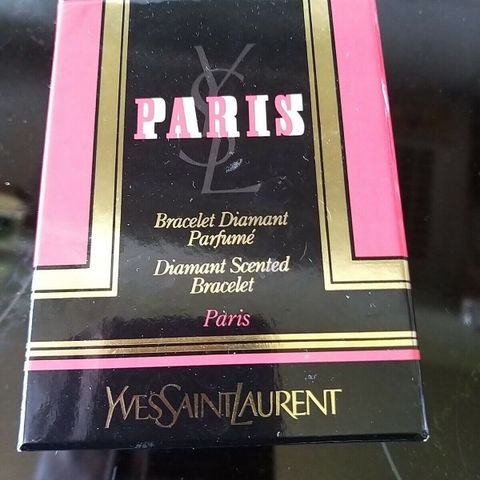 YSL
PARIS
Bracelet Diamant
Parfumé
Diamant Scented
Bracelet
Paris
YVESSAINTLAURENT